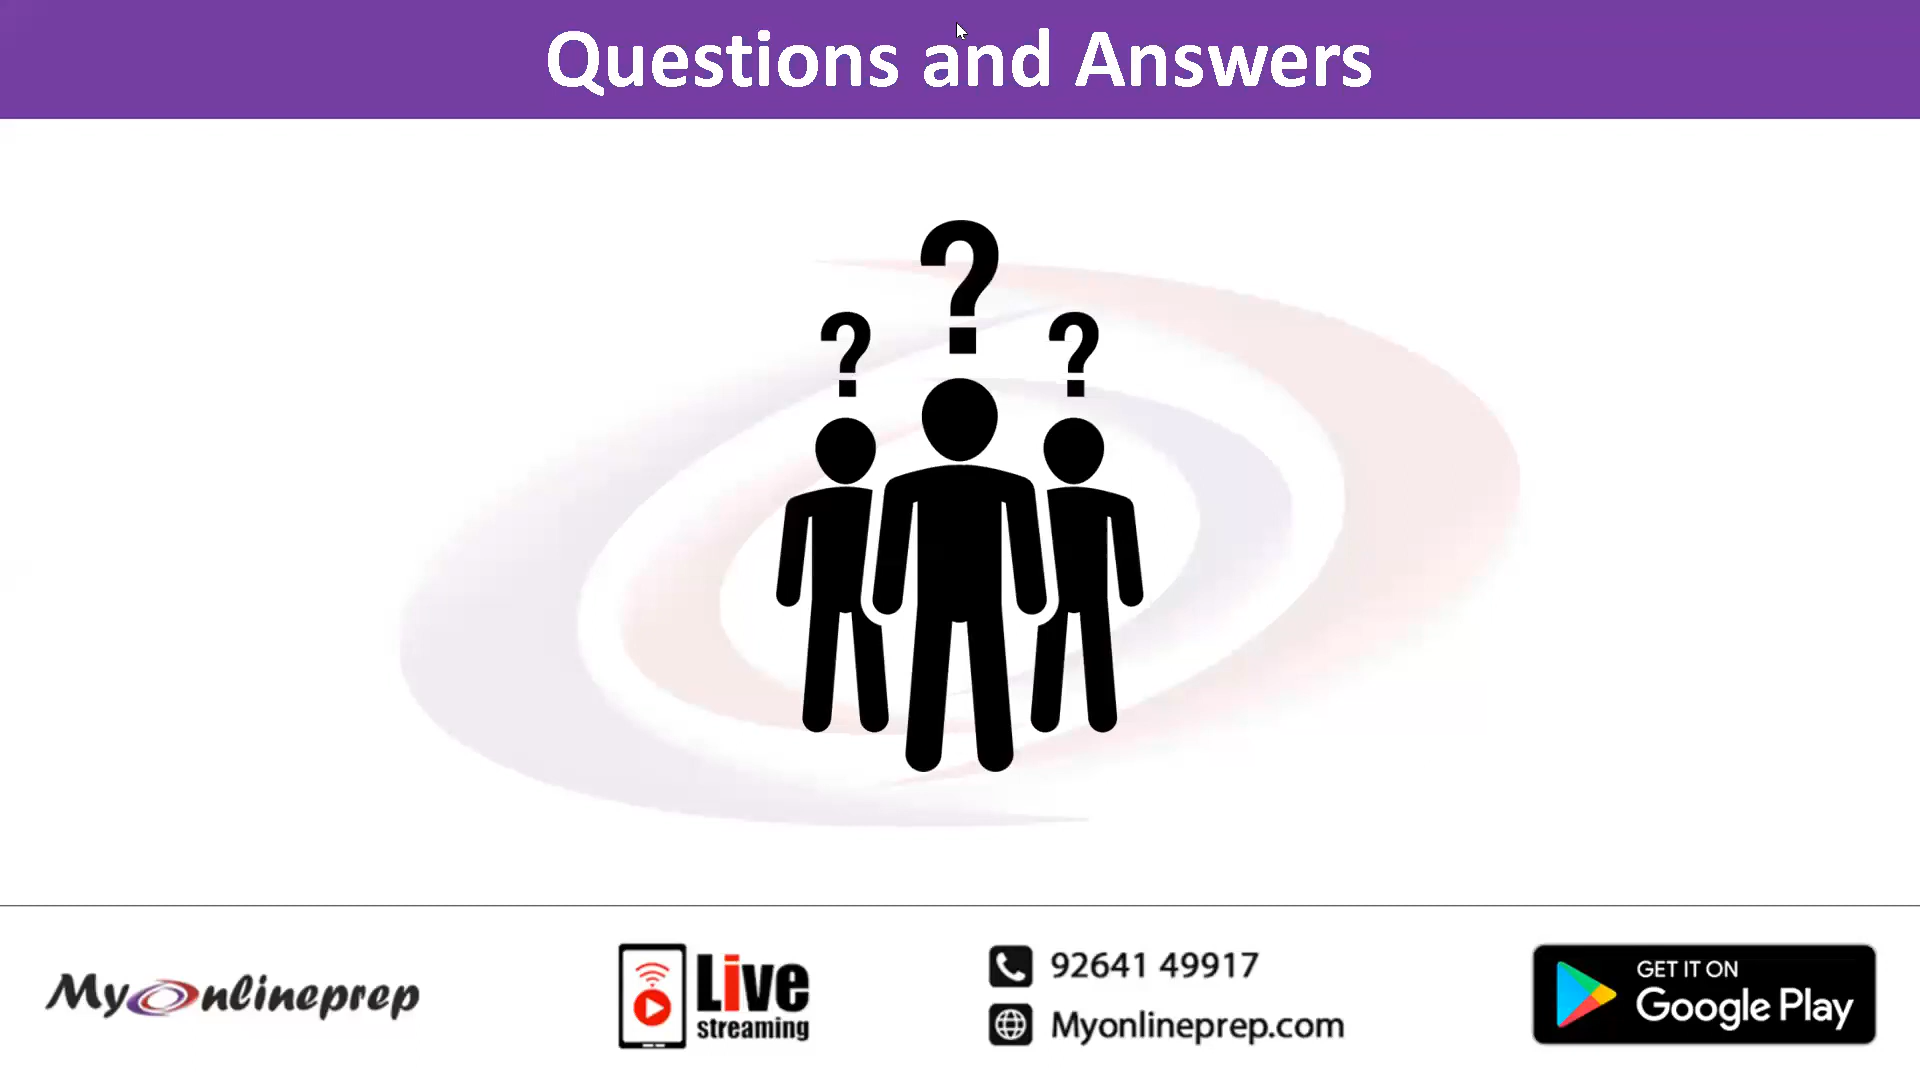 Questions and Answers
? ? ?
MyOnlineprep
Live
streaming
92641 49917
Myonlineprep.com
GET IT ON
Google Play